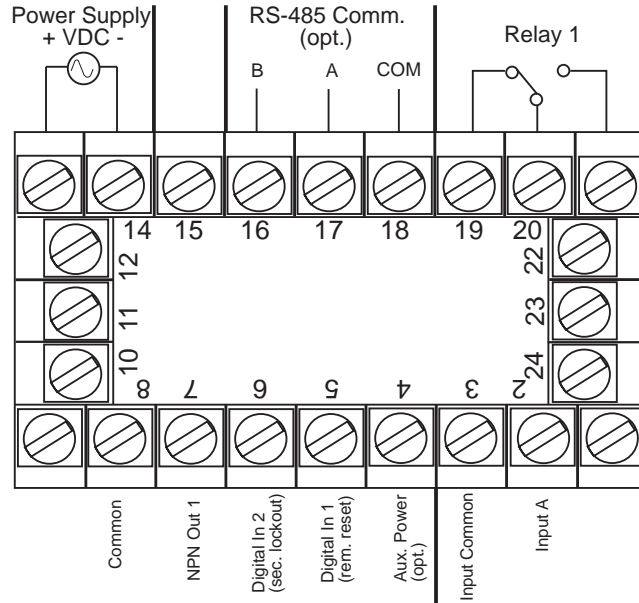 Power Supply
+ VDC -
RS-485 Comm.
(opt.)
Relay 1
B A COM
14 15 16 17 18 19 20
12
11
10
22
23
24
8 7 6 5 4 3 2
Common
NPN Out 1
Digital In 2
(sec. lockout)
Digital In 1
(rem. reset)
Aux. Power
(opt.)
Input Common
Input A